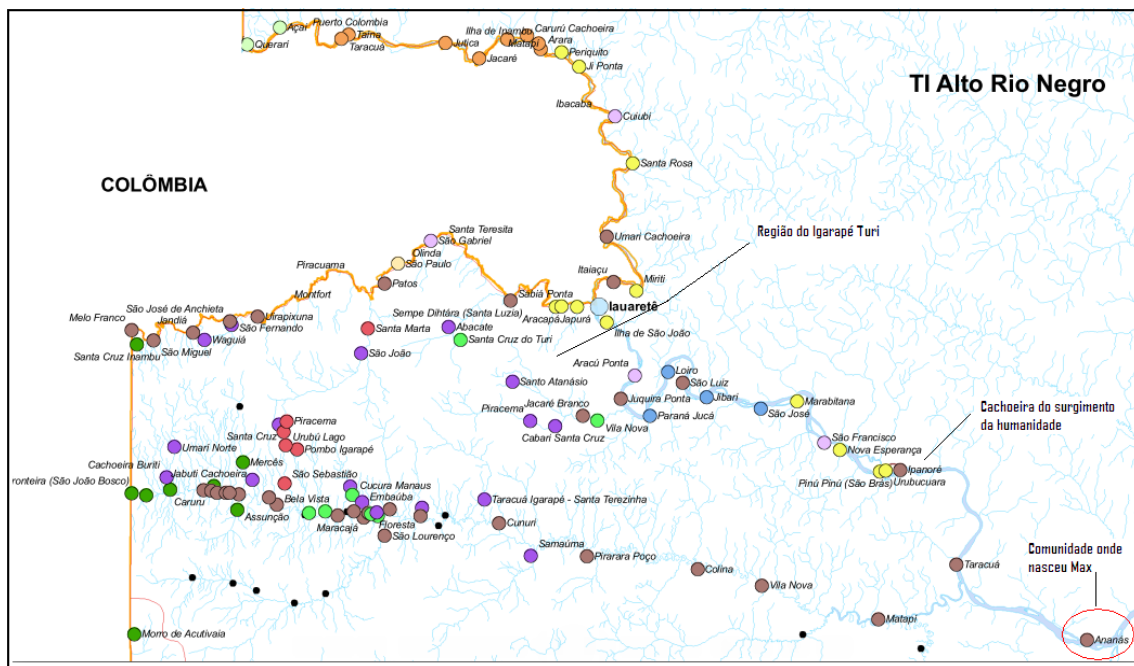 Açaí
Puerto Colombia
Querari
Taína
Taracuá
Jutica
Ilha de Inambu
Matapi
Carurú Cachoeira
Arara
Jacaré
Periquito
Ji Ponta
TI Alto Rio Negro
Ibacaba
Cuiubi
Santa Rosa
COLÔMBIA
Santa Teresita
São Gabriel
Olinda
São Paulo
Região do Igarapé Turi
Umari Cachoeira
Piracuama
Patos
Montfort
Itaiaçu
Miriti
Sabiá Ponta
Iauaretê
Aracapá
Japurá
Ilha de São João
São José de Anchieta
Melo Franco
Jandiá
Uirapixuna
São Fernando
Waguiá
São Miguel
Santa Cruz Inambu
Sempe Dihtára (Santa Luzia)
Abacate
Santa Marta
Santa Cruz do Turi
São João
Aracú Ponta
Loiro
São Luiz
Santo Atanásio
Jacaré Branco
Juquira Ponta
Jibari
Marabitana
Piracema
Vila Nova
Paraná Jucá
São José
Cabari
Santa Cruz
Cachoeira do surgimento
da humanidade
Piracema
Santa Cruz
Urubú Lago
Umari Norte
Pombo Igarapé
São Francisco
Nova Esperança
Cachoeira Buriti
Mercês
Ipanoré
Pinú Pinú (São Brás)
Urubucuara
ronteira (São João Bosco)
Jabuti Cachoeira
São Sebastião
Cucura Manaus
Caruru
Bela Vista
Embaúba
Taracuá Igarapé - Santa Terezinha
Assunção
Maracajá
Floresta
Cunuri
São Lourenço
Samaúma
Pirarara Poço
Colina
Vila Nova
Taracuá
Comunidade onde
nasceu Max
Matapi
Morro de Acutivaia
Ananás